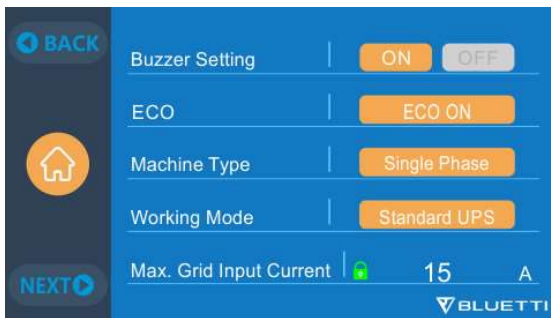 BACK
Buzzer Setting ON OFF
ECO ECO ON
Machine Type Single Phase
Working Mode Standard UPS
Max. Grid Input Current 15 A
NEXT
BLUETTI